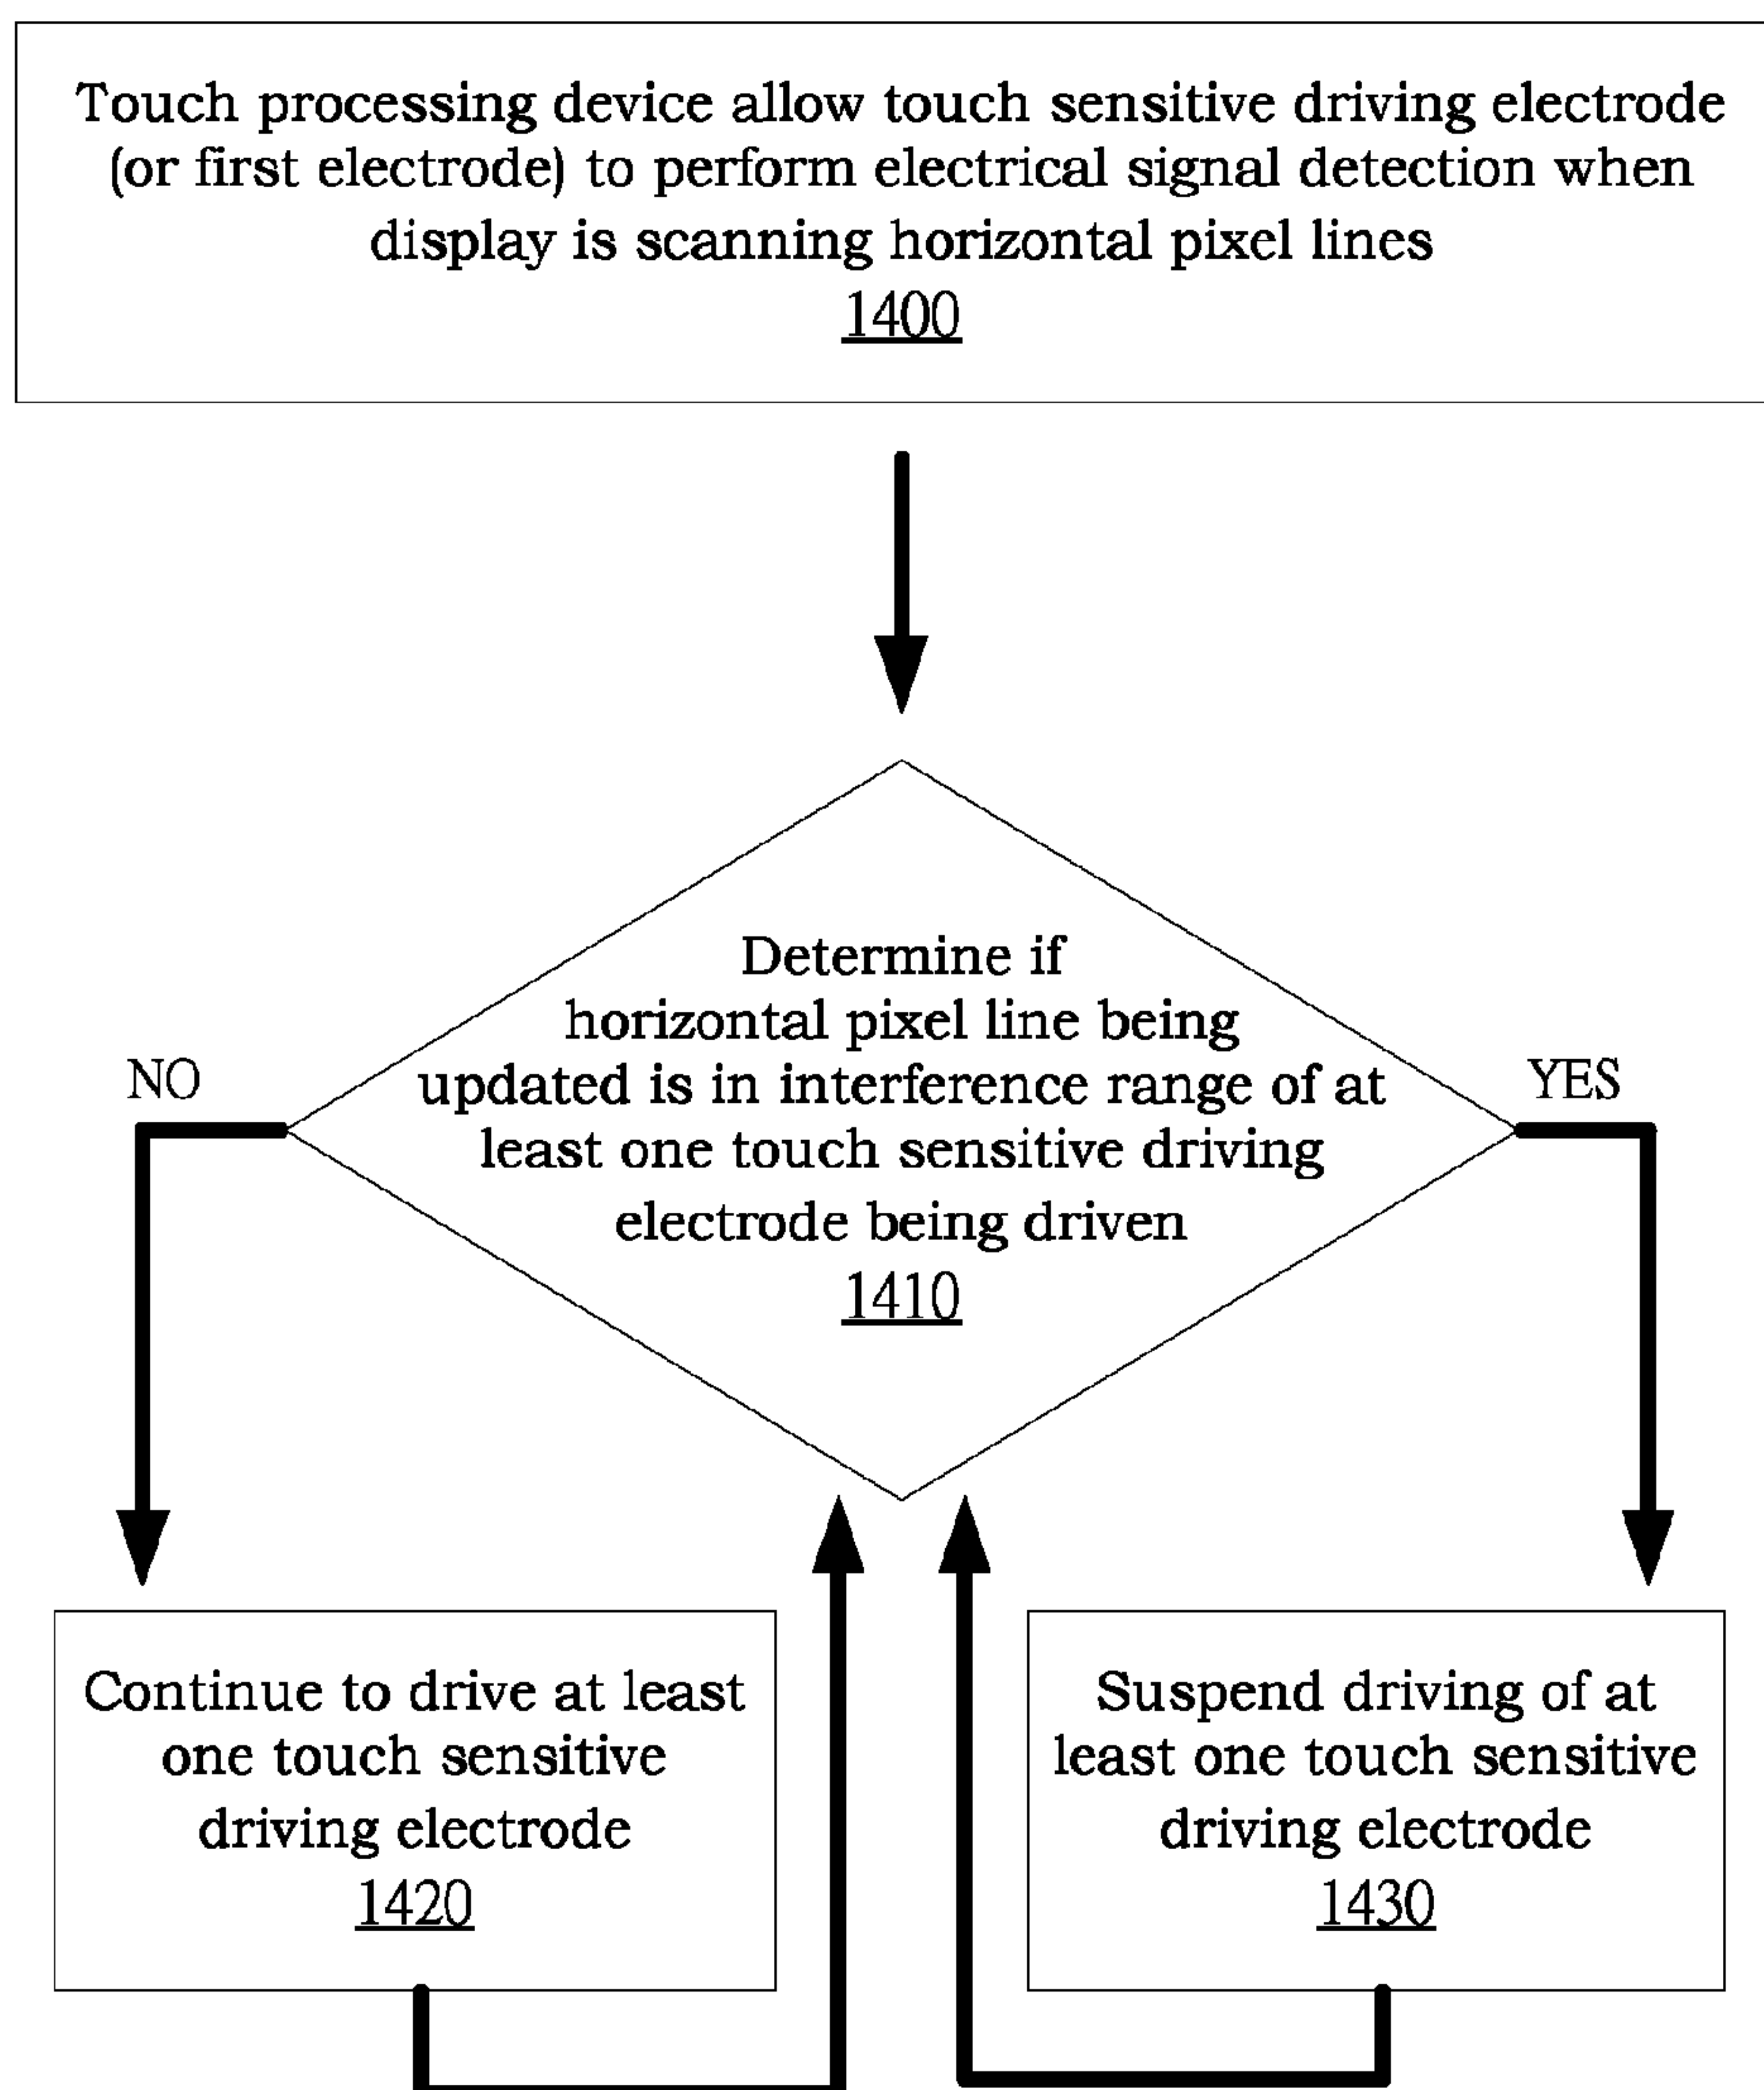 Touch processing device allow touch sensitive driving electrode
(or first electrode) to perform electrical signal detection when
display is scanning horizontal pixel lines
1400
Determine if
horizontal pixel line being
updated is in interference range of at
least one touch sensitive driving
electrode being driven
1410
NO
YES
Continue to drive at least
one touch sensitive
driving electrode
1420
Suspend driving of at
least one touch sensitive
driving electrode
1430